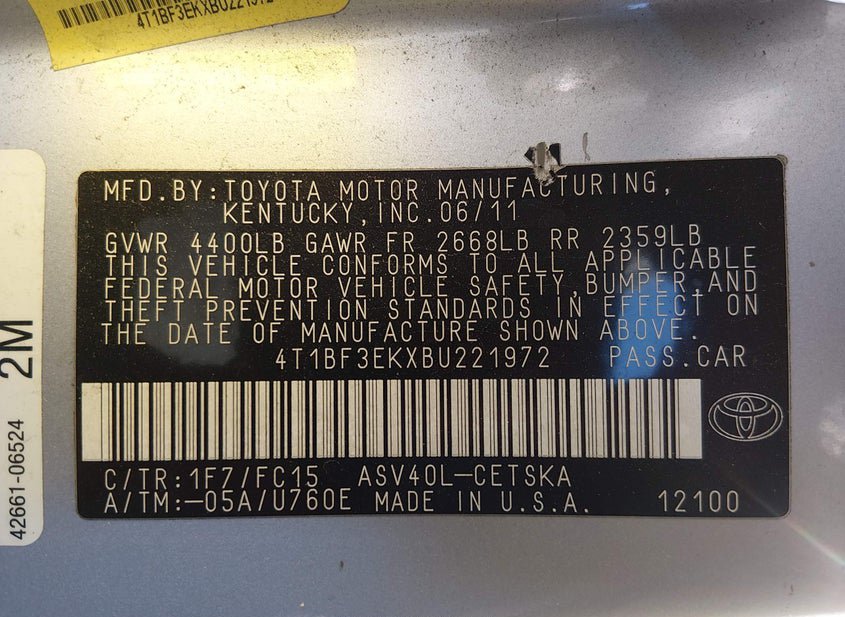 4T1BF3EKXBU221972
MFD.BY:TOYOTA MOTOR MANUFACTURING,
KENTUCKY,INC.06/11
GVWR 4400LB GAWR FR 2668LB RR 2359LB
THIS VEHICLE CONFORMS TO ALL APPLICABLE
FEDERAL MOTOR VEHICLE SAFETY,BUMPER,AND
THEFT PREVENTION STANDARDS IN EFFECT ON
THE DATE OF MANUFACTURE SHOWN ABOVE.
4T1BF3EKXBU221972 PASS.CAR
C/TR:1F7/FC15 ASV40L-CETSKA
A/TM:-05A/U760E MADE IN U.S.A. 12100
42661-06524 2M